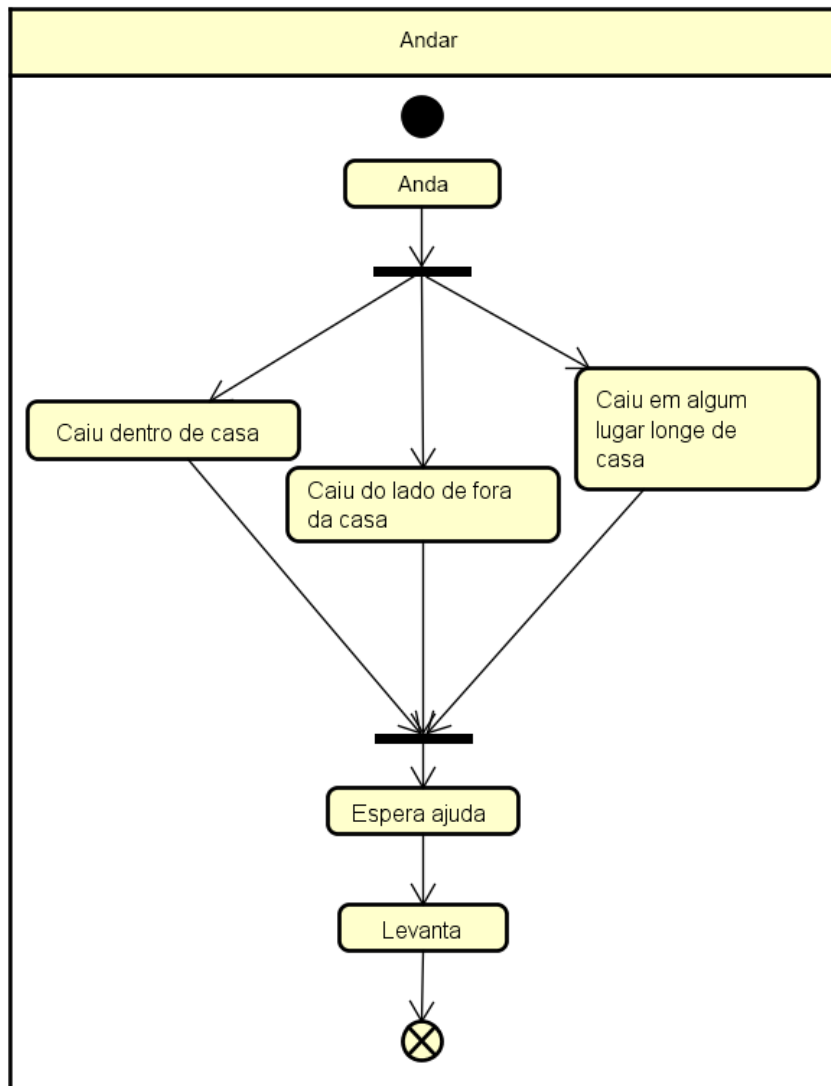 Andar
Anda
Caiu dentro de casa
Caiu do lado de fora
da casa
Caiu em algum
lugar longe de
casa
Espera ajuda
Levanta